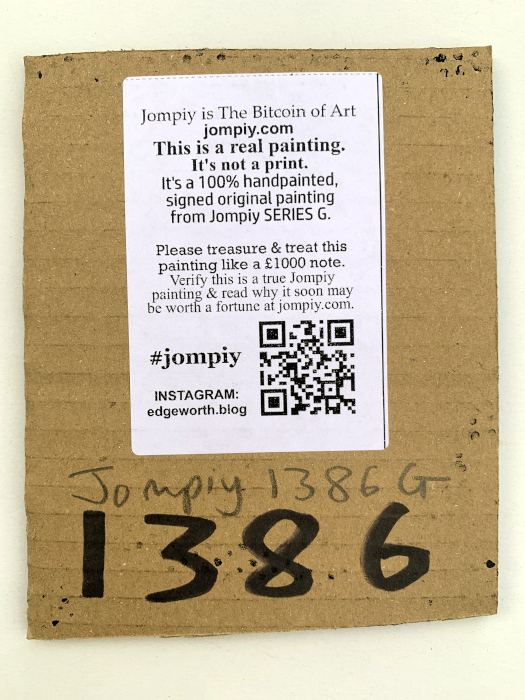 Jompiy is The Bitcoin of Art
jompiy.com
This is a real painting.
It's not a print.
It's a 100% handpainted,
signed original painting
from Jompiy SERIES G.
Please treasure & treat this
painting like a £1000 note.
Verify this is a true Jompiy
painting & read why it soon may
be worth a fortune at jompiy.com.
#jompiy
INSTAGRAM:
edgeworth.blog
Jompiy 1386 G
1386